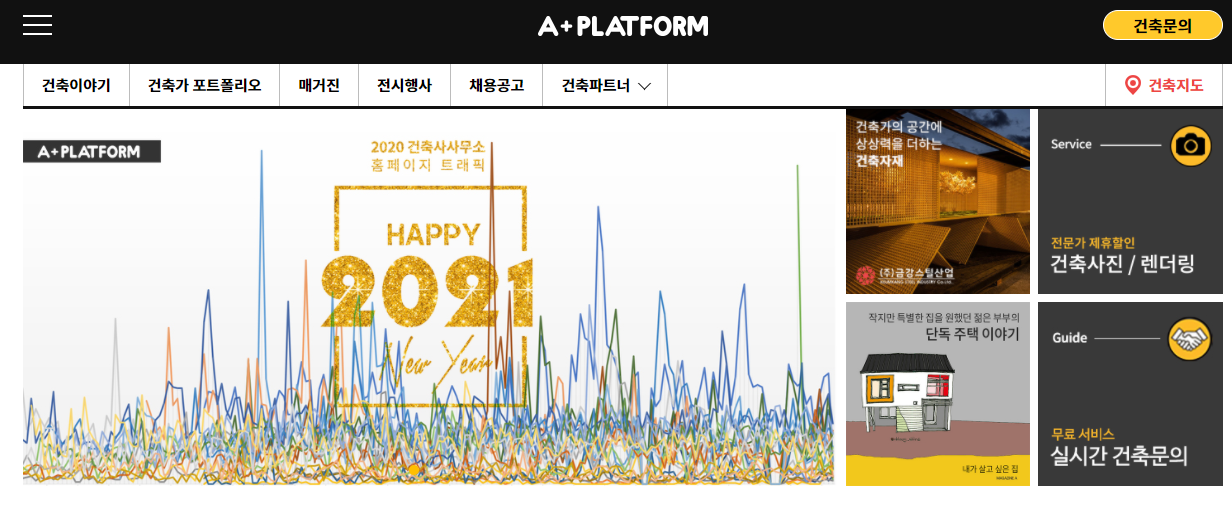 A+PLATFORM
건축문의
건축이야기
건축가 포트폴리오
매거진
전시행사
채용공고
건축파트너
건축지도
A+PLATFORM
2020 건축사사무소
홈페이지 트래픽
HAPPY
2021
New Year
건축가의 공간에
상상력을 더하는
건축자재
(주)금강스틸산업
Service
전문가 제휴할인
건축사진 / 렌더링
작지만 특별한 집을 원했던 젊은 부부의
단독 주택 이야기
내가 살고 싶은 집
Guide
무료 서비스
실시간 건축문의